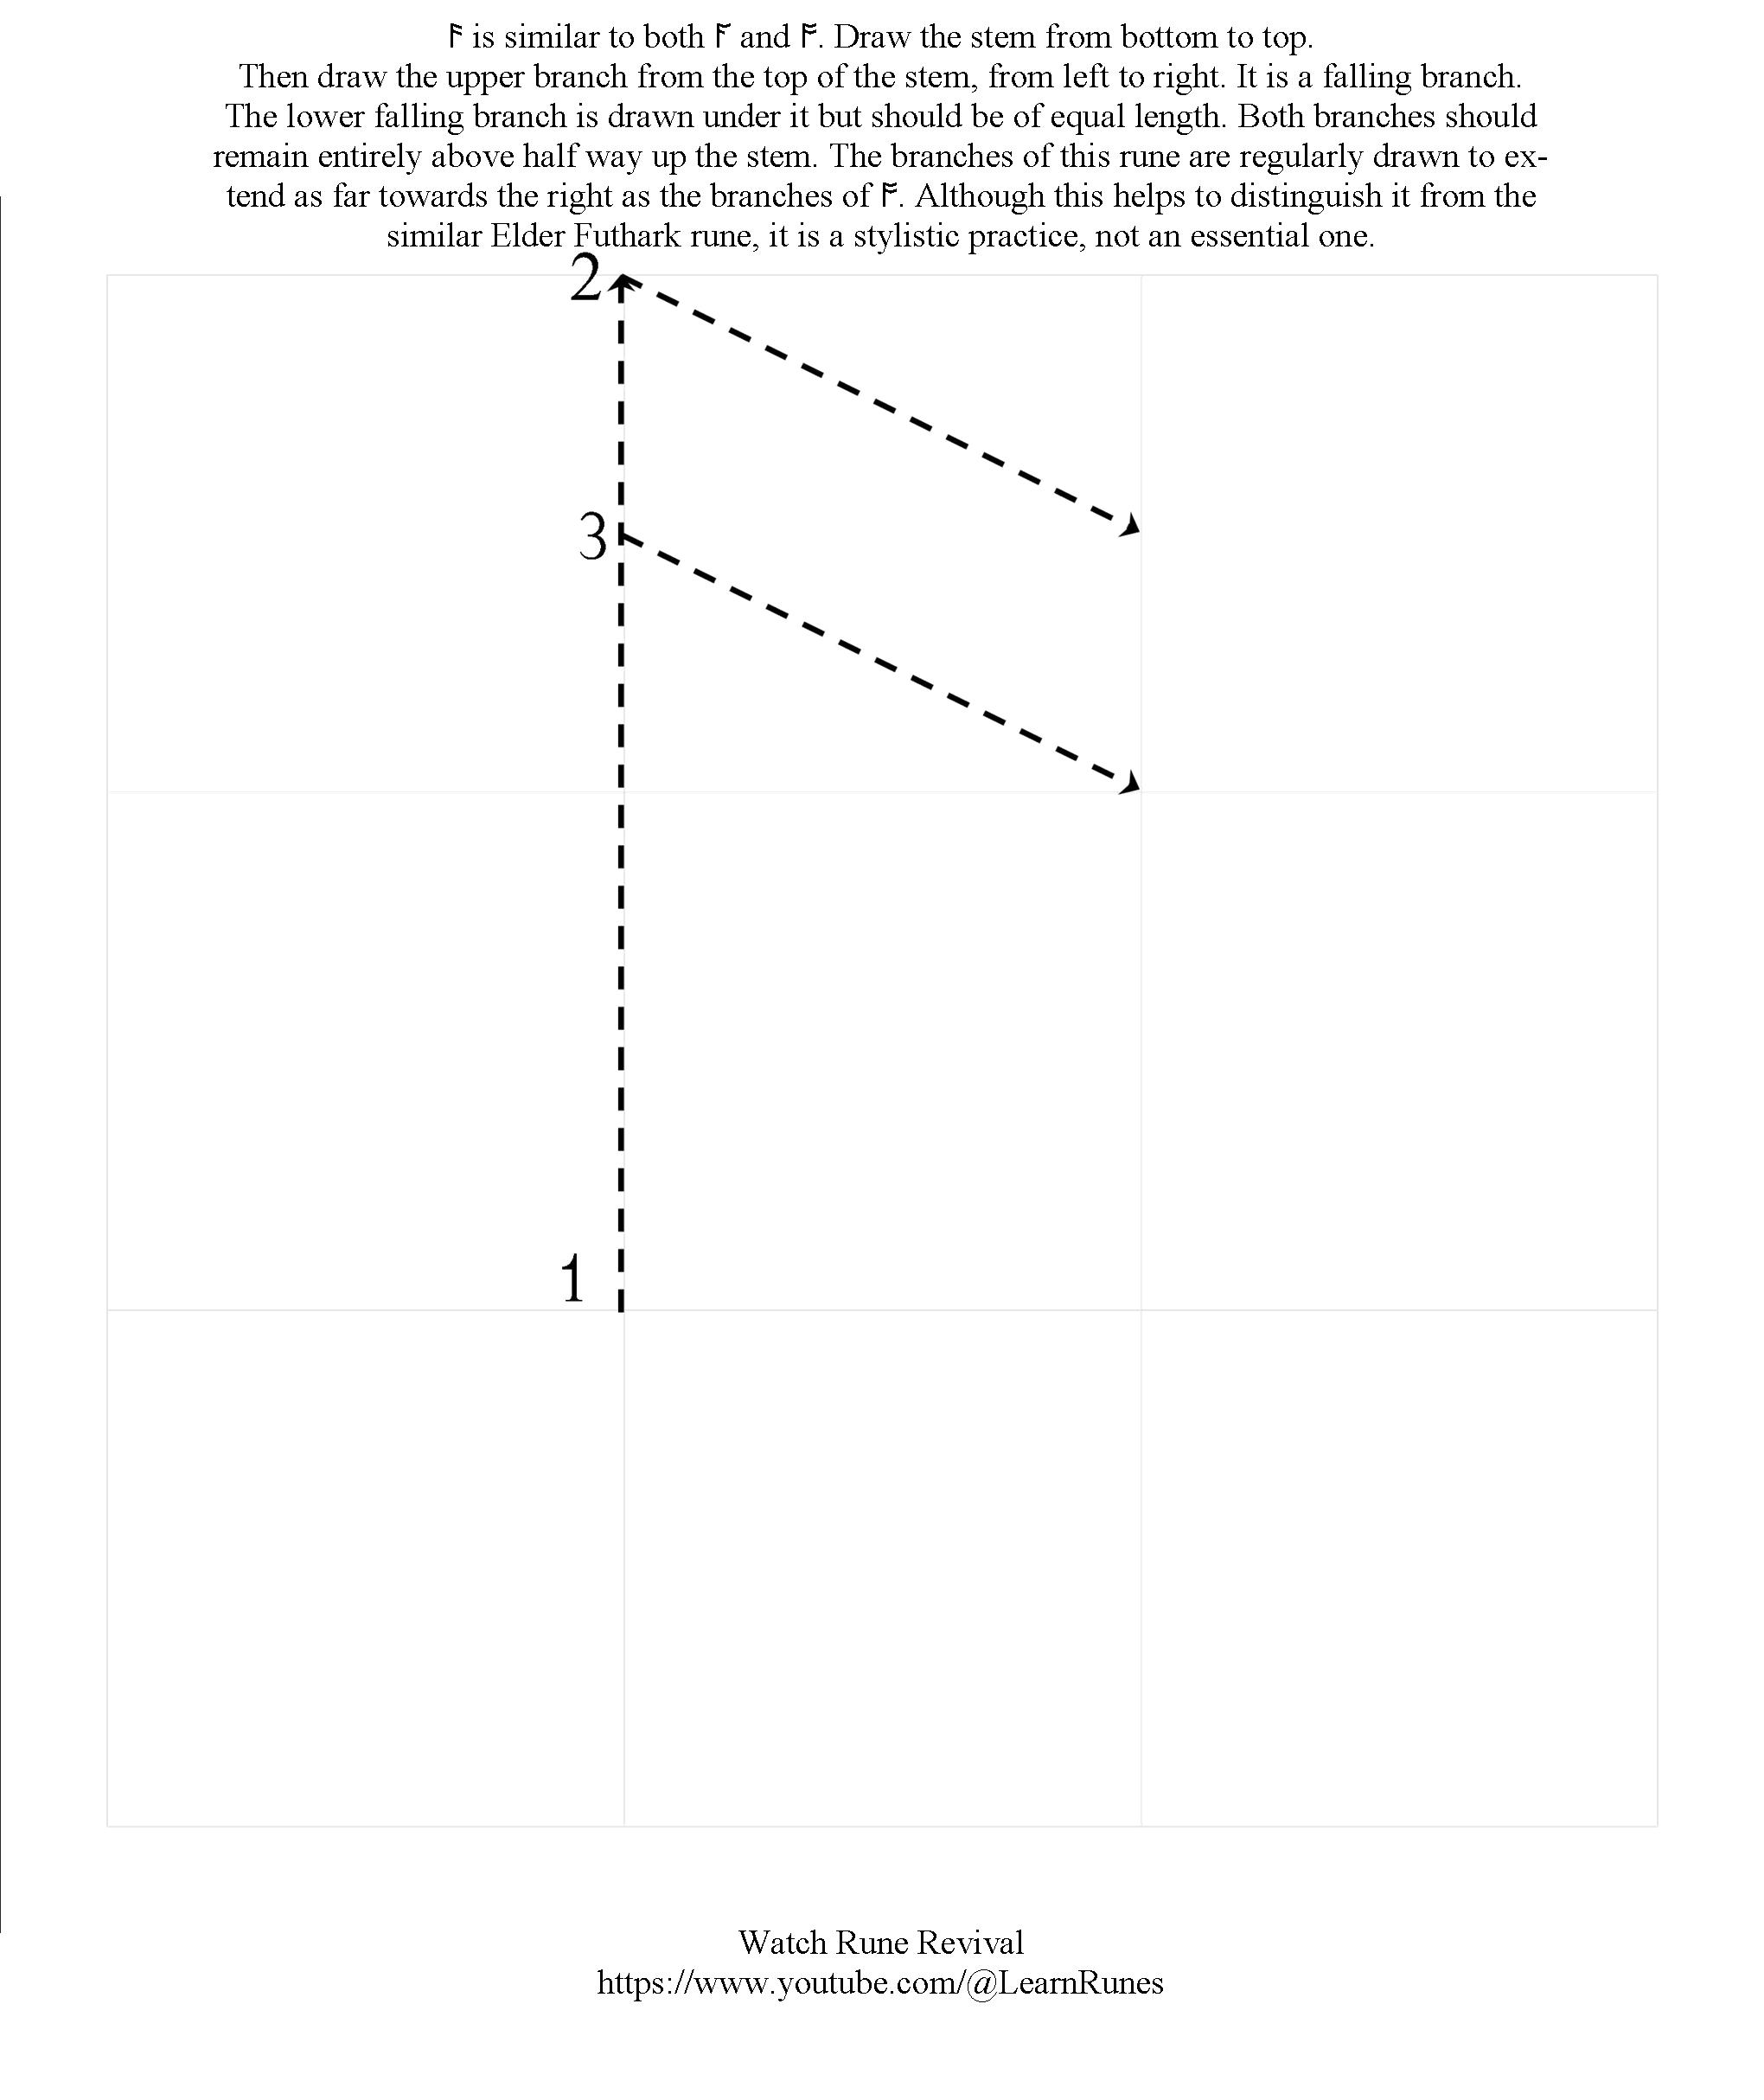 ᚫ is similar to both ᚪ and ᚩ. Draw the stem from bottom to top.
Then draw the upper branch from the top of the stem, from left to right. It is a falling branch.
The lower falling branch is drawn under it but should be of equal length. Both branches should
remain entirely above half way up the stem. The branches of this rune are regularly drawn to ex-
tend as far towards the right as the branches of ᚩ. Although this helps to distinguish it from the
similar Elder Futhark rune, it is a stylistic practice, not an essential one.
2
3
1
Watch Rune Revival
https://www.youtube.com/@LearnRunes